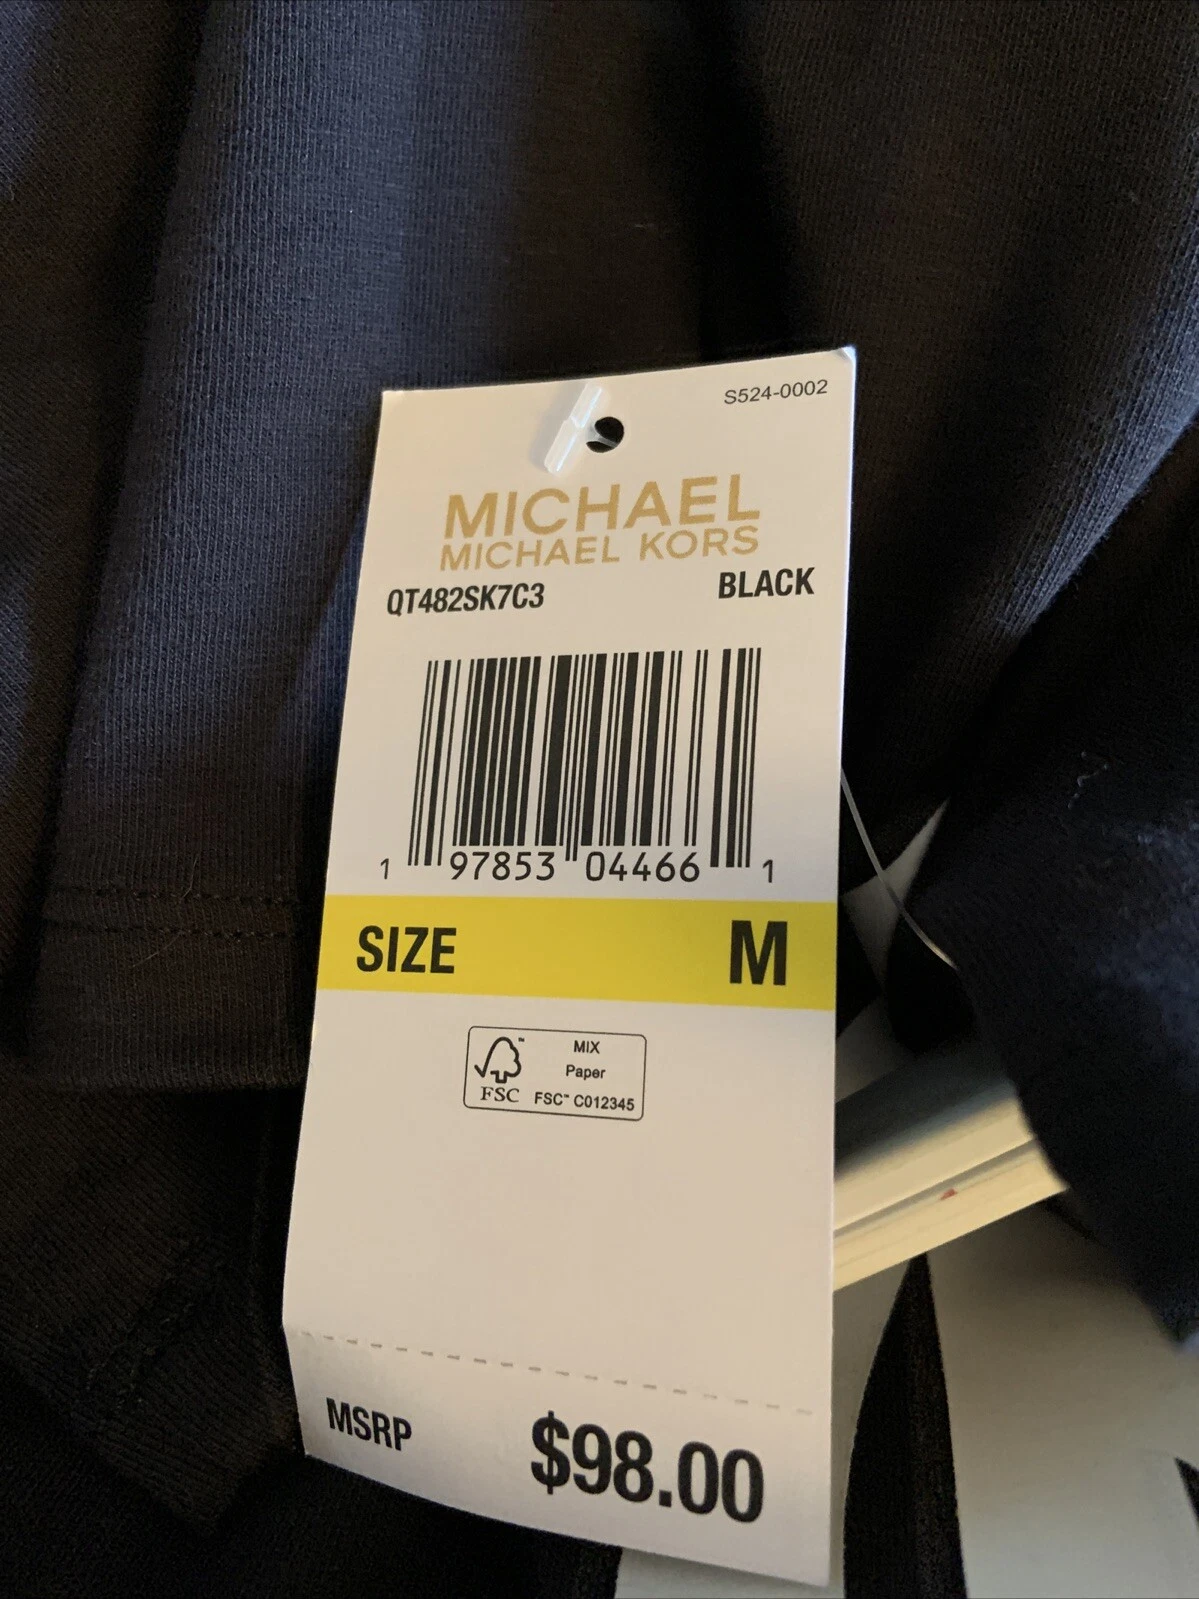 S524-0002
MICHAEL
MICHAEL KORS
QT482SK7C3 BLACK
1 97853 04466 1
SIZE M
MIX
Paper
FSC FSC™ C012345
MSRP $98.00